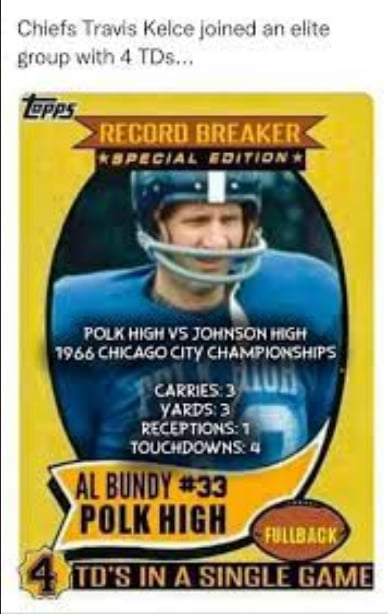 Chiefs Travis Kelce joined an elite
group with 4 TDs...
Topps
RECORD BREAKER
★SPECIAL EDITION★
POLK HIGH VS JOHNSON HIGH
1966 CHICAGO CITY CHAMPIONSHIPS
CARRIES: 3
YARDS: 3
RECEPTIONS: 1
TOUCHDOWNS: 4
AL BUNDY #33
POLK HIGH
FULLBACK
4 TD'S IN A SINGLE GAME